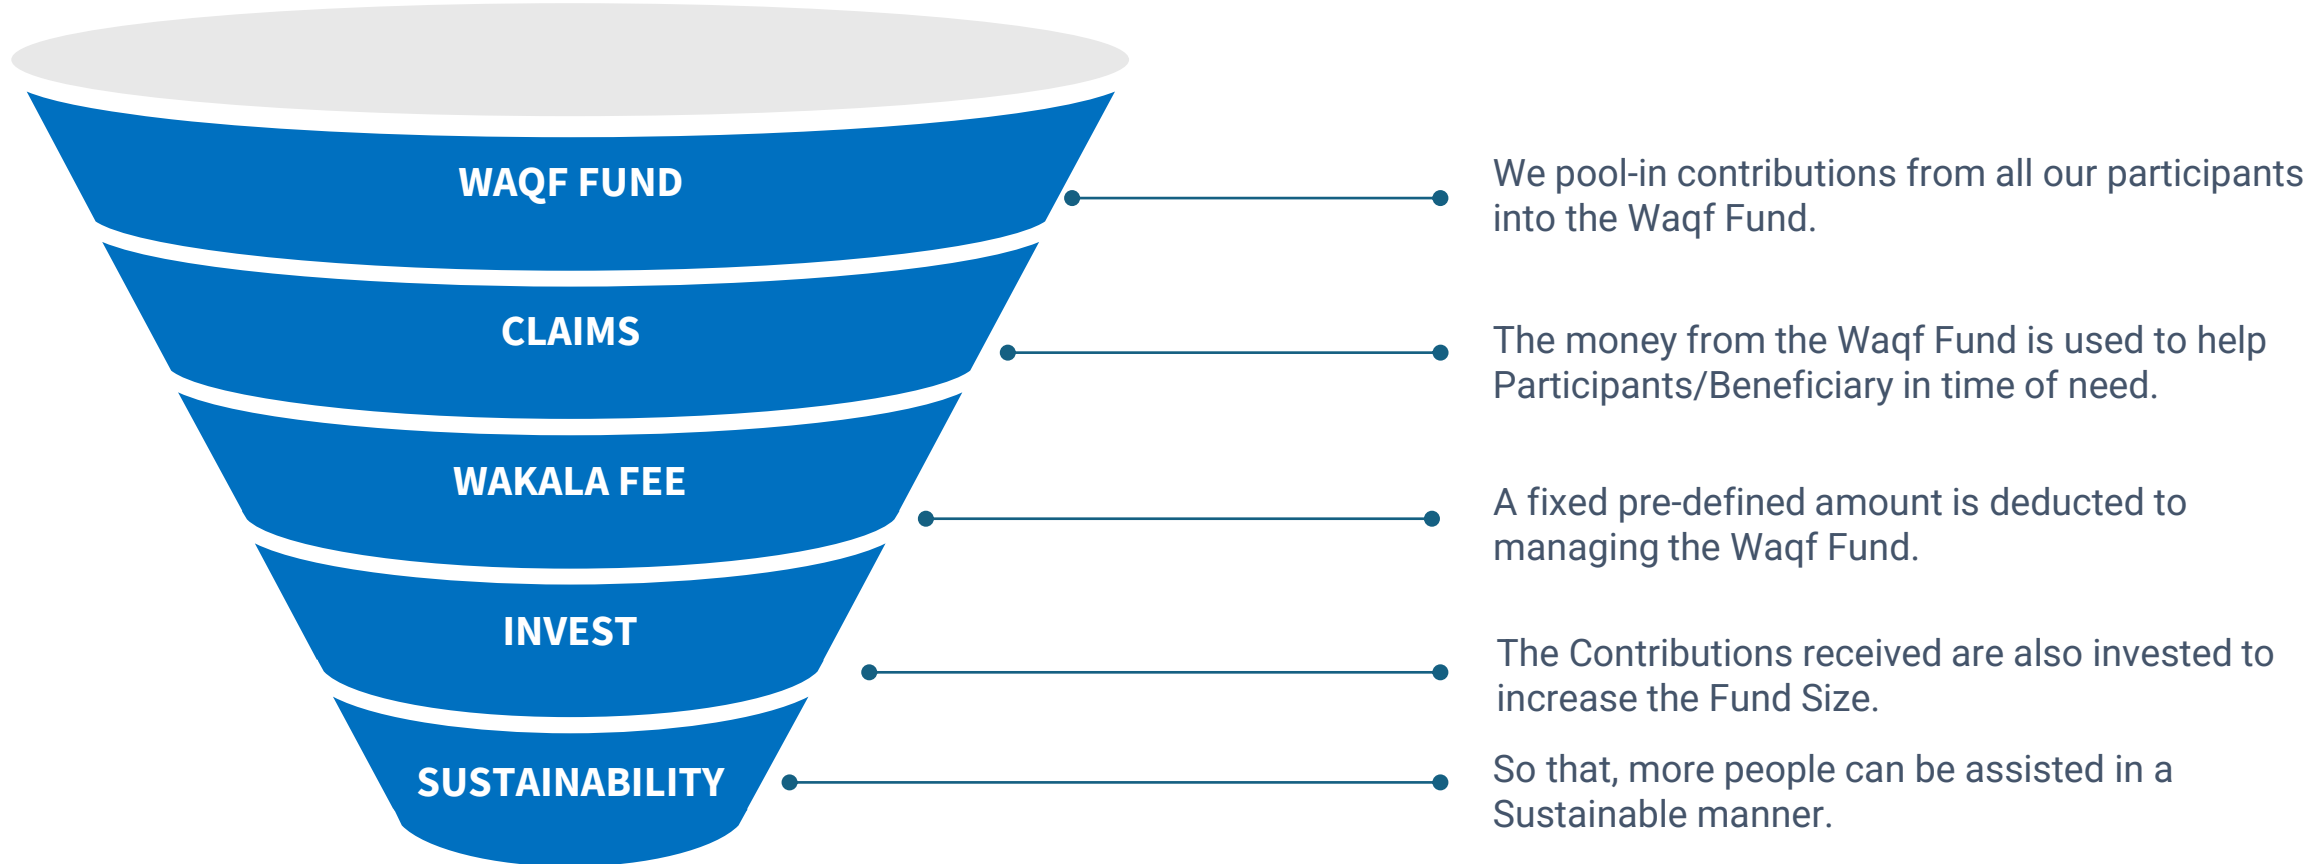 WAQF FUND
We pool-in contributions from all our participants
into the Waqf Fund.
CLAIMS
The money from the Waqf Fund is used to help
Participants/Beneficiary in time of need.
WAKALA FEE
A fixed pre-defined amount is deducted to
managing the Waqf Fund.
INVEST
The Contributions received are also invested to
increase the Fund Size.
SUSTAINABILITY
So that, more people can be assisted in a
Sustainable manner.